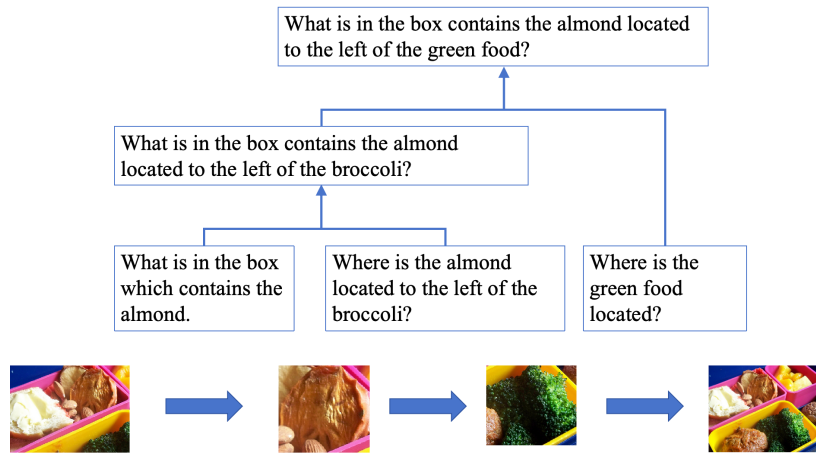 What is in the box contains the almond located
to the left of the green food?
What is in the box contains the almond
located to the left of the broccoli?
What is in the box
which contains the
almond.
Where is the almond
located to the left of the
broccoli?
Where is the
green food
located?